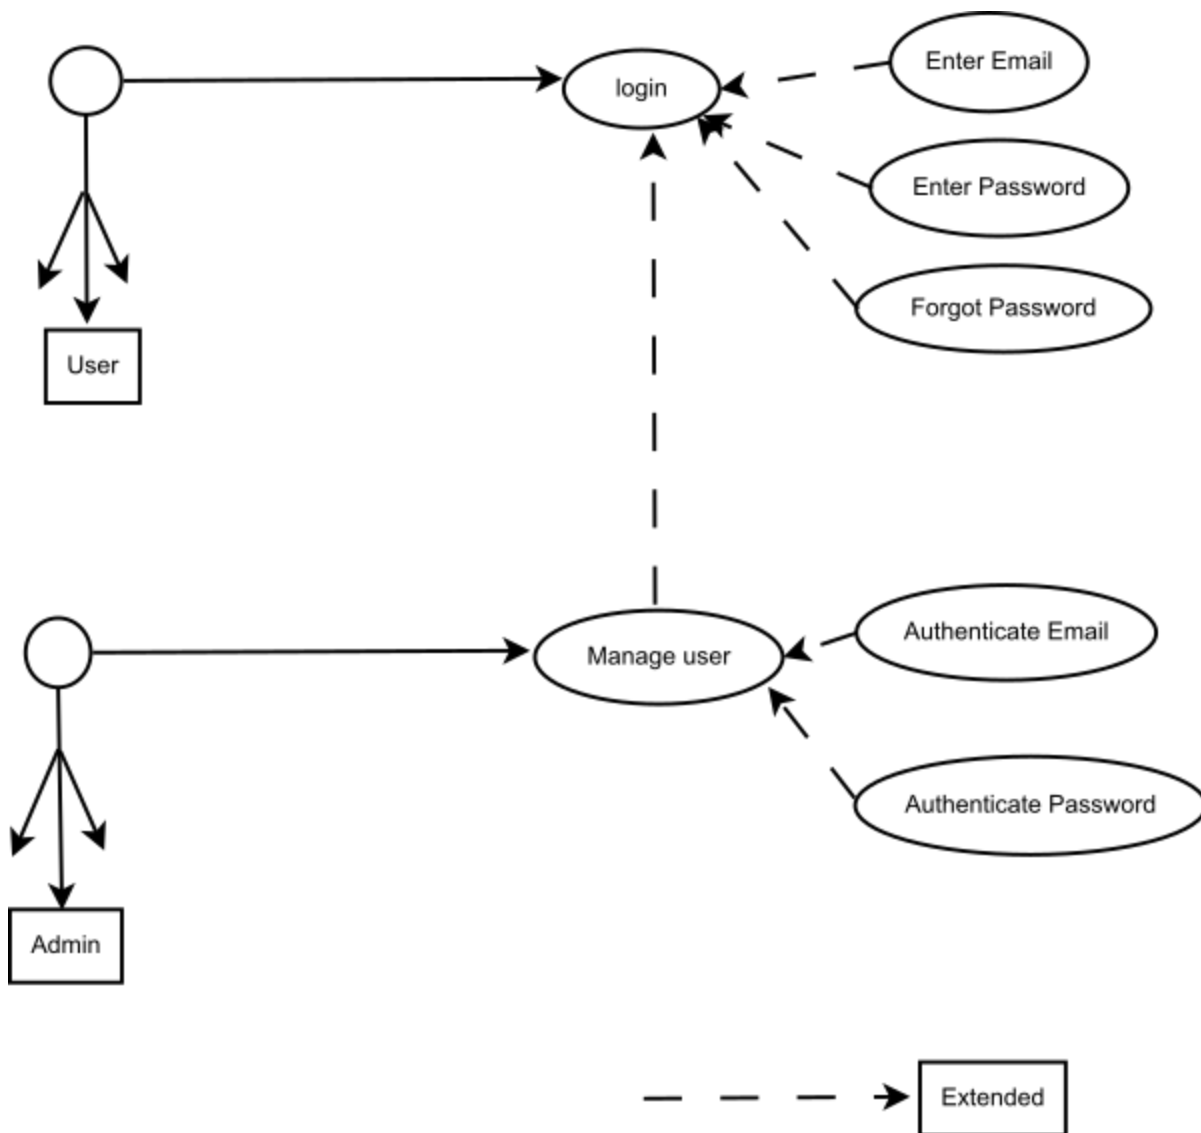 Enter Email
login
Enter Password
Forgot Password
User
Authenticate Email
Manage user
Authenticate Password
Admin
Extended